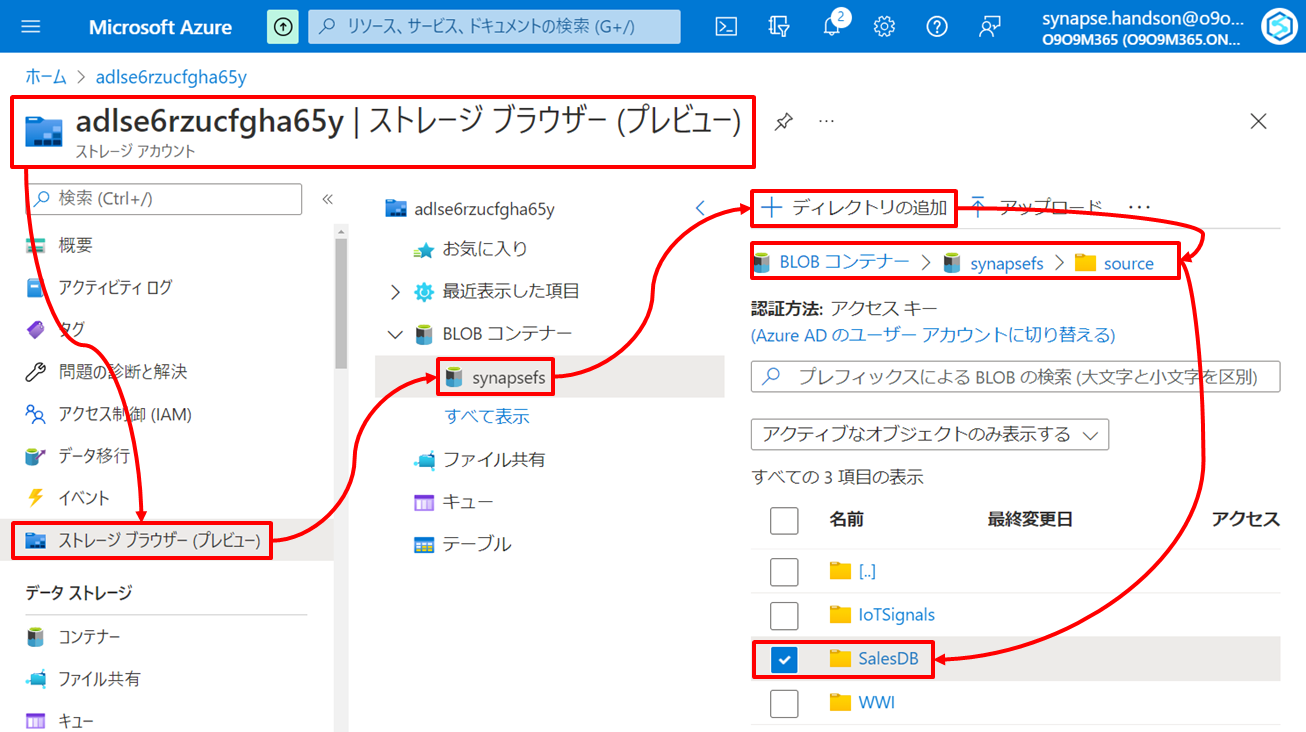 Microsoft Azure
リソース、サービス、ドキュメントの検索 (G+/)
2
synapse.handson@o9o...
O9O9M365 (O9O9M365.ON...
ホーム > adlse6rzucfgha65y
adlse6rzucfgha65y | ストレージ ブラウザー (プレビュー)
ストレージ アカウント
検索 (Ctrl+/)
概要
アクティビティ ログ
タグ
問題の診断と解決
アクセス制御 (IAM)
データ移行
イベント
ストレージ ブラウザー (プレビュー)
データ ストレージ
コンテナー
ファイル共有
キュー
adlse6rzucfgha65y
お気に入り
最近表示した項目
BLOB コンテナー
synapsefs
すべて表示
ファイル共有
キュー
テーブル
ディレクトリの追加
アップロード
BLOB コンテナー > synapsefs > source
認証方法: アクセス キー
(Azure AD のユーザー アカウントに切り替える)
プレフィックスによる BLOB の検索 (大文字と小文字を区別)
アクティブなオブジェクトのみ表示する
すべての 3 項目の表示
名前 最終変更日 アクセス
[..]
IoTSignals
SalesDB
WWI